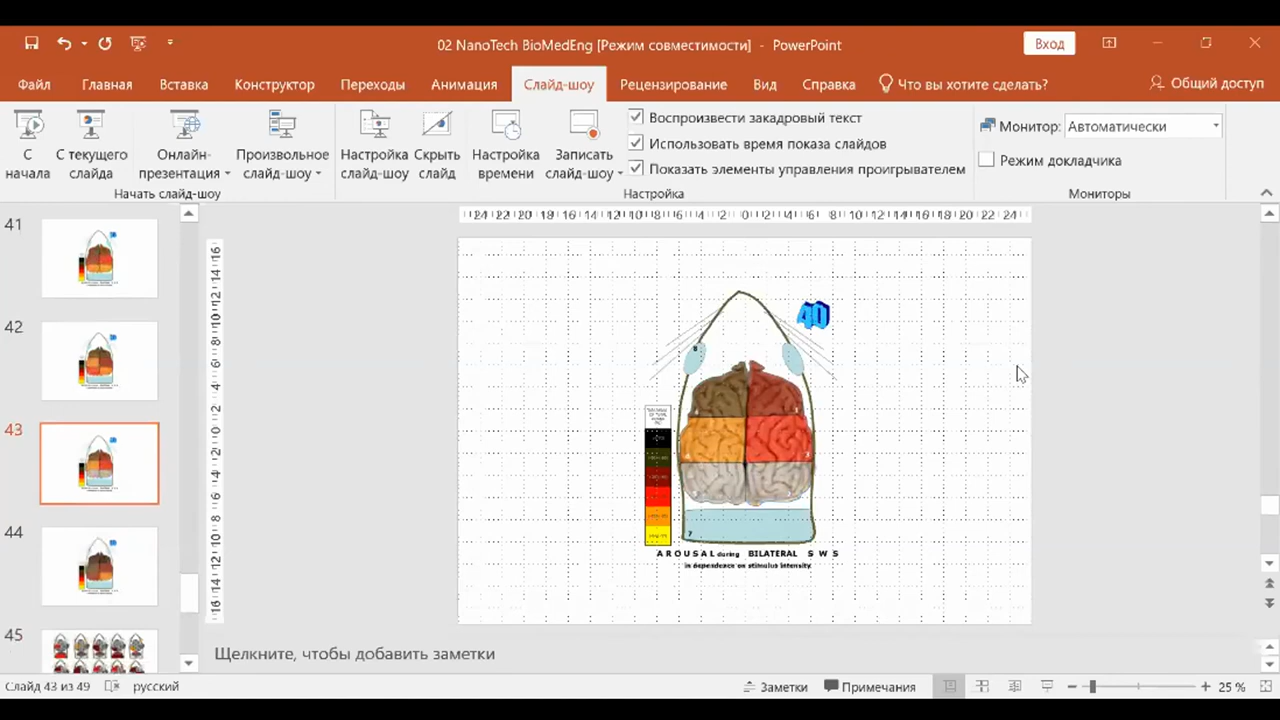 02 NanoTech BioMedEng [Режим совместимости] - PowerPoint
Вход
Файл Главная Вставка Конструктор Переходы Анимация Слайд-шоу Рецензирование Вид Справка Что вы хотите сделать? Общий доступ
С начала
С текущего слайда
Онлайн-презентация
Произвольное слайд-шоу
Настройка слайд-шоу
Скрыть слайд
Настройка времени
Записать слайд-шоу
Воспроизвести закадровый текст
Использовать время показа слайдов
Показать элементы управления проигрывателем
Монитор: Автоматически
Режим докладчика
Начать слайд-шоу Настройка Мониторы
41
42
43
44
45
40
8
7
AROUSAL during BILATERAL SWS
in dependence on stimulus intensity.
Щелкните, чтобы добавить заметки
Слайд 43 из 49 русский Заметки Примечания 25 %